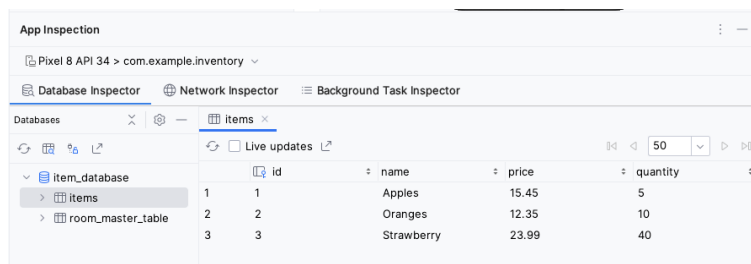 App Inspection
Pixel 8 API 34 > com.example.inventory
Database Inspector Network Inspector Background Task Inspector
Databases items
Live updates 50
item_database
items
room_master_table
id name price quantity
1 1 Apples 15.45 5
2 2 Oranges 12.35 10
3 3 Strawberry 23.99 40